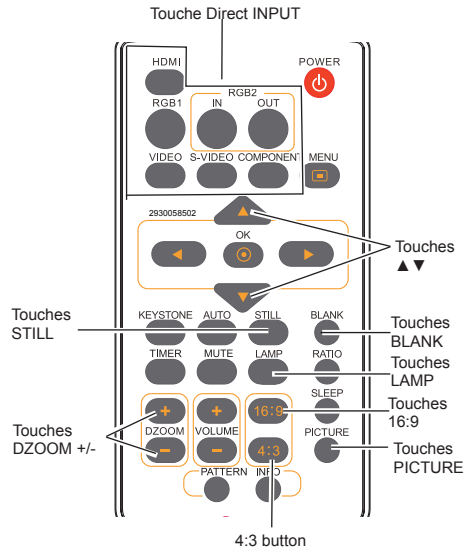 Touche Direct INPUT
HDMI
POWER
RGB2
RGB1
IN
OUT
VIDEO
S-VIDEO
COMPONENT
MENU
2930058502
OK
Touches
▲▼
KEYSTONE
AUTO
STILL
BLANK
Touches
STILL
Touches
BLANK
TIMER
MUTE
LAMP
RATIO
Touches
LAMP
SLEEP
16:9
Touches
16:9
Touches
DZOOM +/-
+
+
DZOOM
VOLUME
PICTURE
−
−
4:3
Touches
PICTURE
PATTERN
INFO
4:3 button